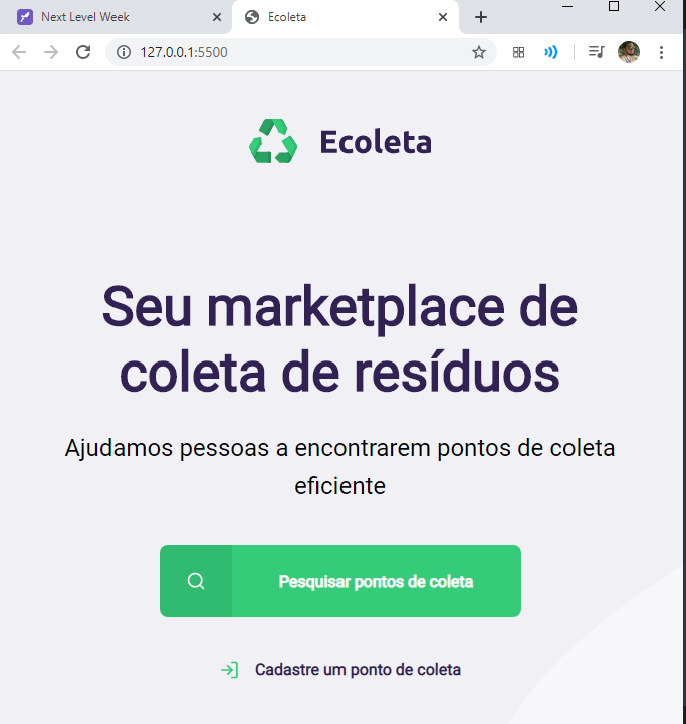 Next Level Week
Ecoleta
127.0.0.1:5500
Ecoleta
Seu marketplace de
coleta de resíduos
Ajudamos pessoas a encontrarem pontos de coleta
eficiente
Pesquisar pontos de coleta
Cadastre um ponto de coleta